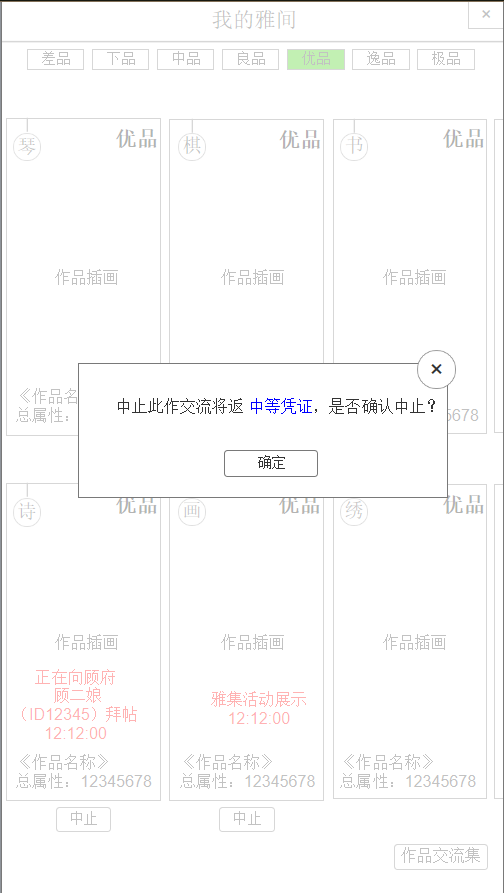 我的雅间
×
差品 下品 中品 良品 优品 逸品 极品
琴 优品 棋 优品 书 优品
作品插画 作品插画 作品插画
《作品名
总属性：
5678
×
中止此作交流将返 中等凭证，是否确认中止？
确定
诗 优品 画 优品 绣 优品
作品插画 作品插画 作品插画
正在向顾府
顾二娘
（ID12345）拜帖
12:12:00
雅集活动展示
12:12:00
《作品名称》 《作品名称》 《作品名称》
总属性：12345678 总属性：12345678 总属性：12345678
中止 中止
作品交流集